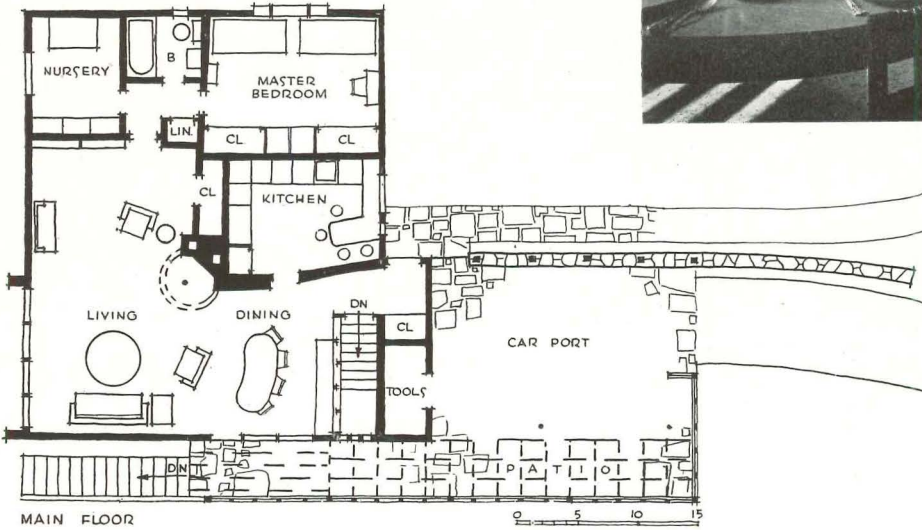 NURSERY
B
MASTER
BEDROOM
LIN.
CL
CL
CL
KITCHEN
LIVING
DINING
DN
CL
CAR PORT
TOOLS
DN
PATIO
MAIN FLOOR
0 5 10 15